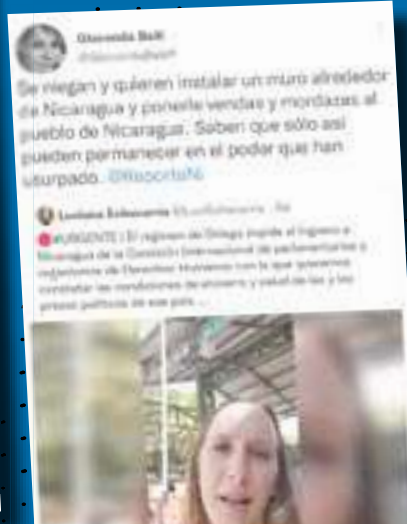 Gioconda Belli
Se niegan y quieren instalar un muro alrededor
de Nicaragua y ponerle vendas y mordazas al
pueblo de Nicaragua. Saben que sólo así
pueden permanecer en el poder que han
usurpado. @ReporteNi
Luciana Echevarría
#URGENTE | El régimen de Ortega impide el ingreso a
Nicaragua de la Comisión Internacional de parlamentarios y
organismos de Derechos Humanos con la que queremos
constatar las condiciones de encierro y salud de las y los
presos políticos de ese país